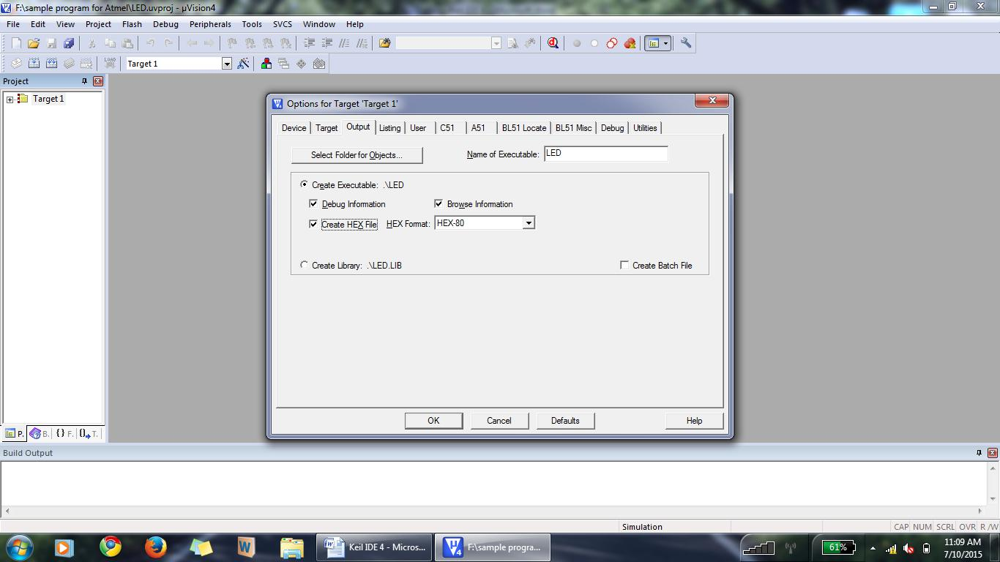 F:\sample program for Atmel\LED.uvproj - µVision4
File Edit View Project Flash Debug Peripherals Tools SVCS Window Help
LOAD Target 1
Project
Target 1
Options for Target 'Target 1'
Device Target Output Listing User C51 A51 BL51 Locate BL51 Misc Debug Utilities
Select Folder for Objects... Name of Executable: LED
Create Executable: .\LED
Debug Information Browse Information
Create HEX File HEX Format: HEX-80
Create Library: .\LED.LIB Create Batch File
OK Cancel Defaults Help
P. B. {} F. T.
Build Output
Simulation CAP NUM SCRL OVR R /W
Keil IDE 4 - Micros... F:\sample progra... 61% 11:09 AM
7/10/2015